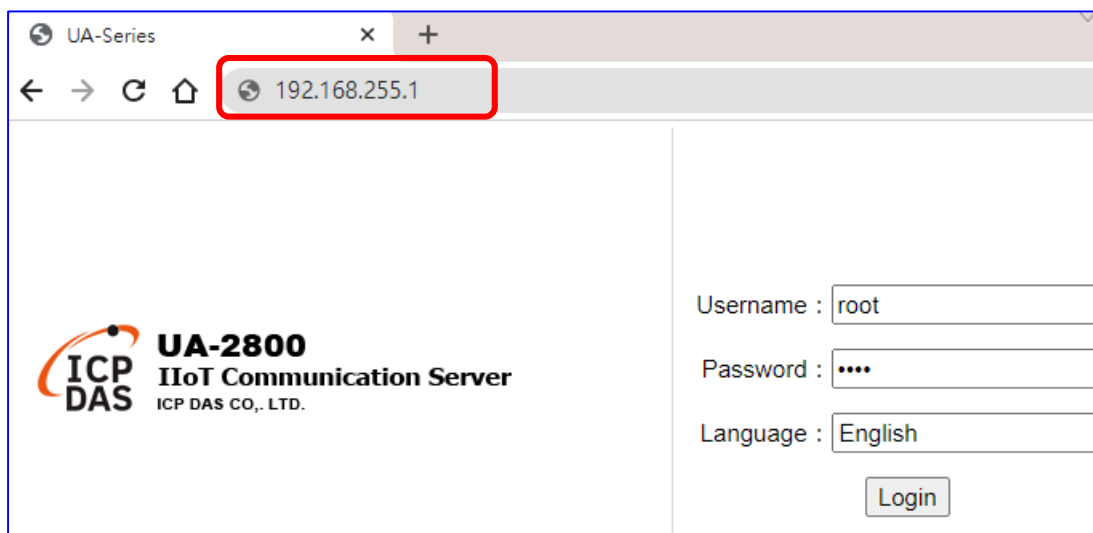 UA-Series
192.168.255.1
ICP
DAS
UA-2800
IIoT Communication Server
ICP DAS CO,. LTD.
Username : root
Password : ••••
Language : English
Login